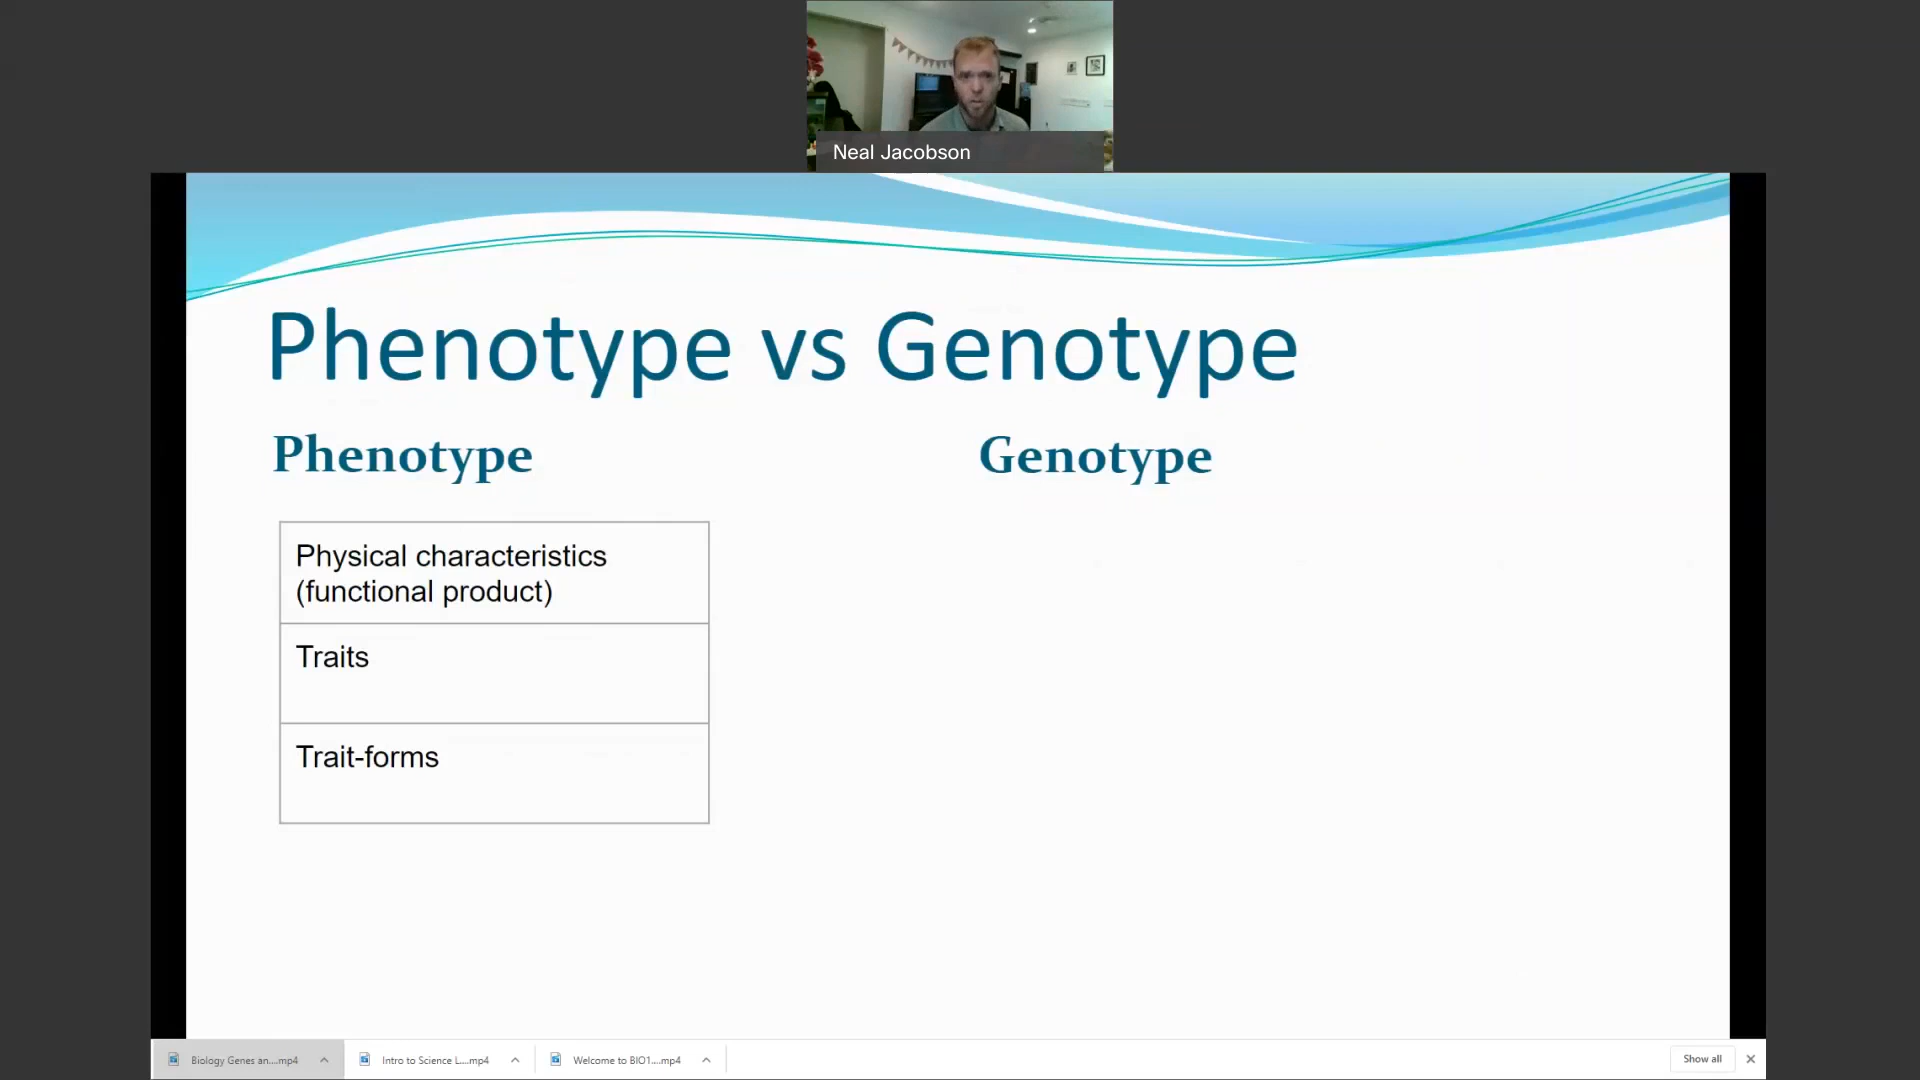 Neal Jacobson
Phenotype vs Genotype
Phenotype
Genotype
Physical characteristics
(functional product)
Traits
Trait-forms
Biology Genes an....mp4
Intro to Science L....mp4
Welcome to BIO1....mp4
Show all